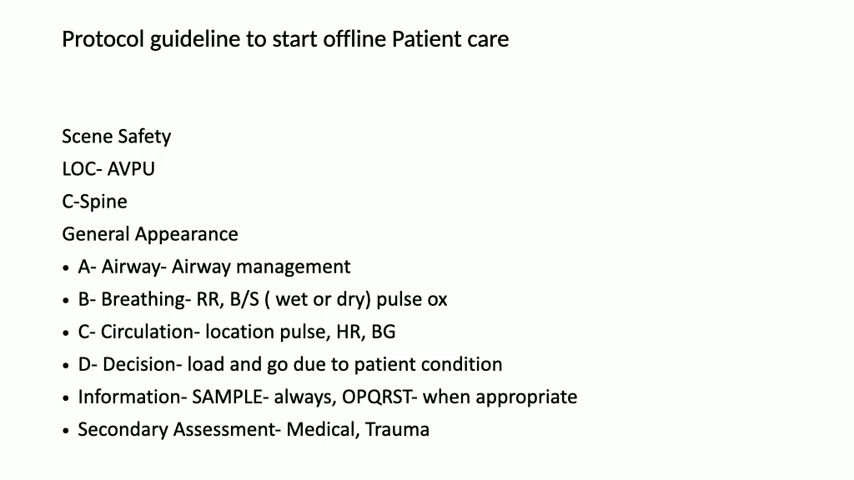 Protocol guideline to start offline Patient care
Scene Safety
LOC- AVPU
C-Spine
General Appearance
• A- Airway- Airway management
• B- Breathing- RR, B/S ( wet or dry) pulse ox
• C- Circulation- location pulse, HR, BG
• D- Decision- load and go due to patient condition
• Information- SAMPLE- always, OPQRST- when appropriate
• Secondary Assessment- Medical, Trauma